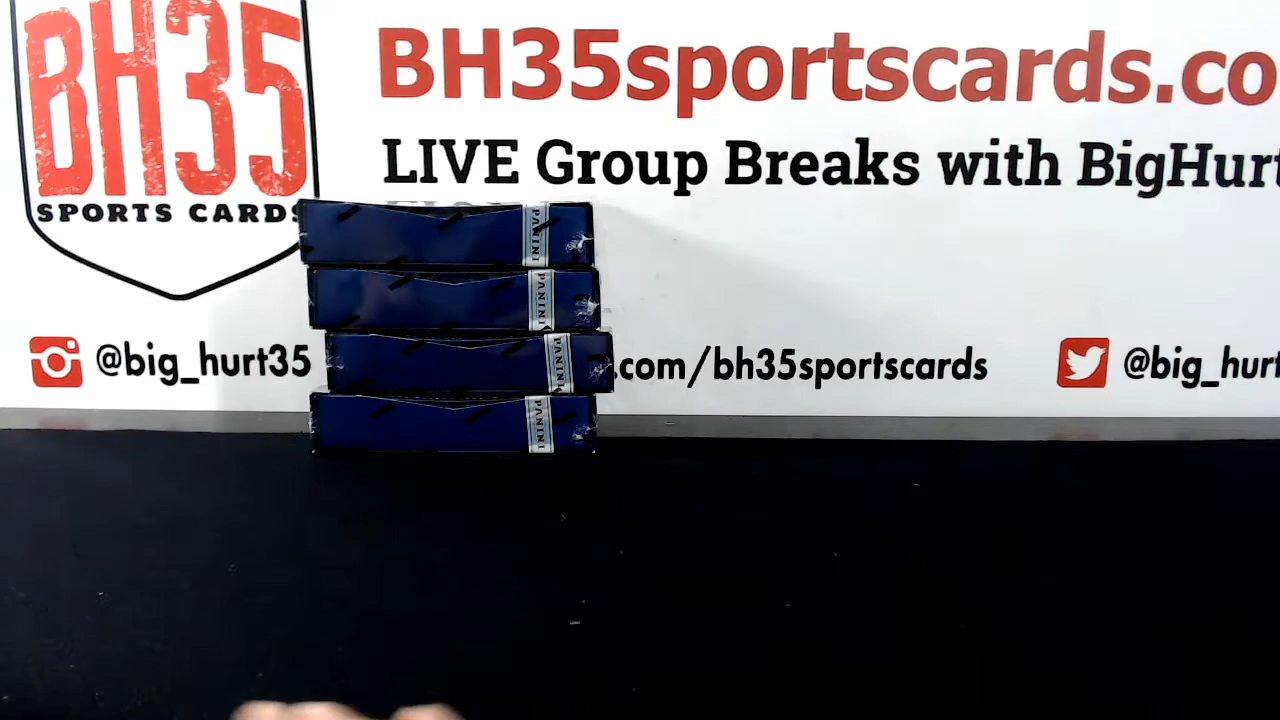 BH35
SPORTS CARDS
BH35sportscards.co
LIVE Group Breaks with BigHurt
PANINI
PANINI
PANINI
PANINI
@big_hurt35
.com/bh35sportscards
@big_hurt